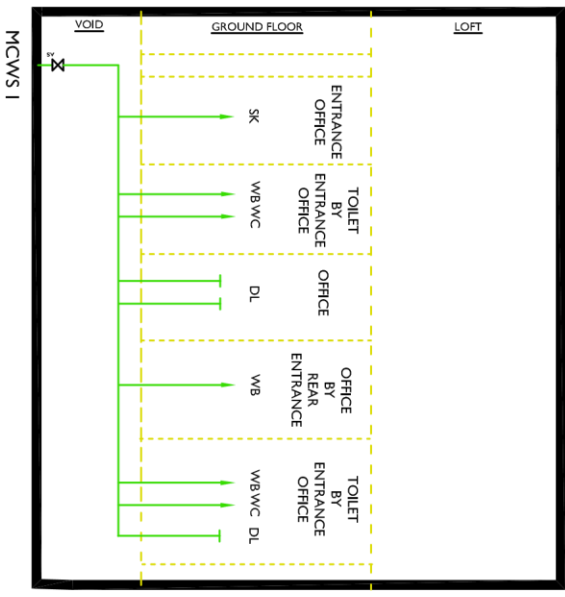 VOID
GROUND FLOOR
LOFT
SV
MCWS I
SK
ENTRANCE
OFFICE
WB WC
TOILET
BY
ENTRANCE
OFFICE
DL
OFFICE
WB
OFFICE
BY
REAR
ENTRANCE
WB WC
DL
TOILET
BY
ENTRANCE
OFFICE